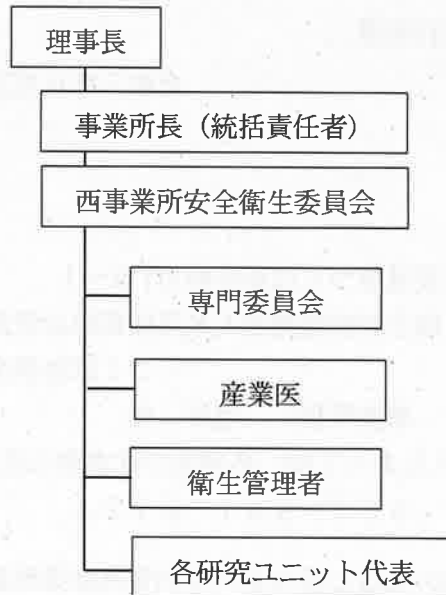 理事長
事業所長（統括責任者）
西事業所安全衛生委員会
専門委員会
産業医
衛生管理者
各研究ユニット代表